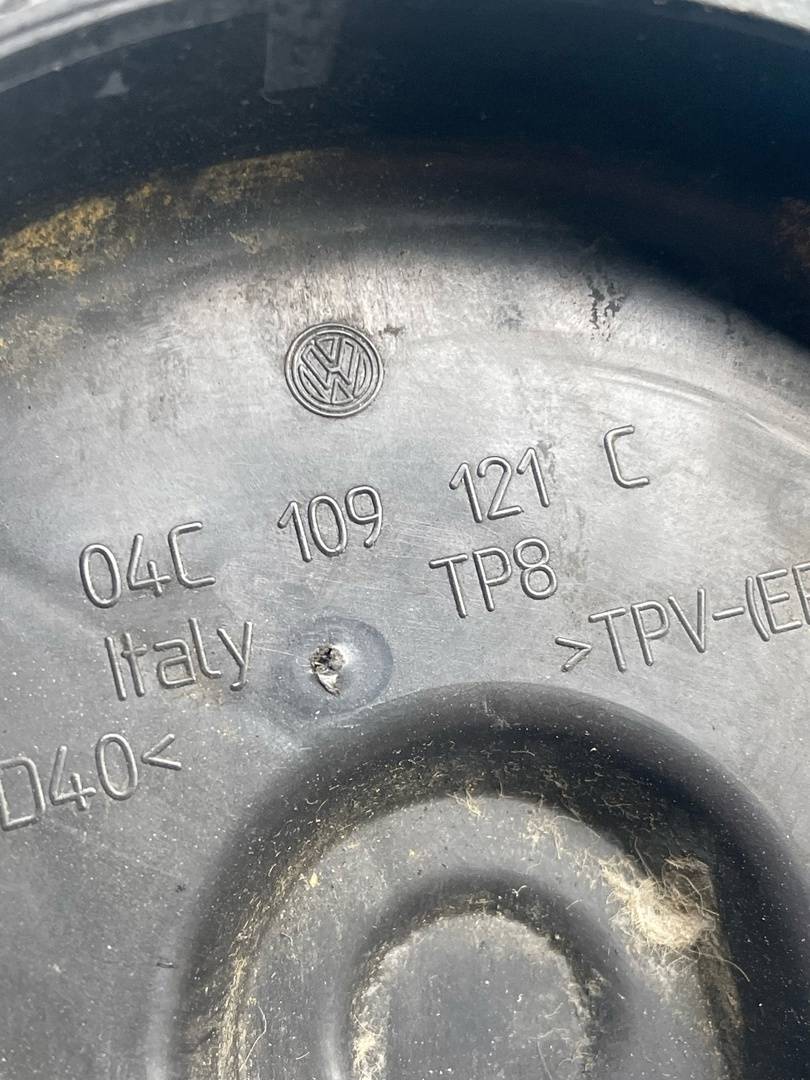 04C 109 121 C
TP8
Italy
>TPV-(
D40<